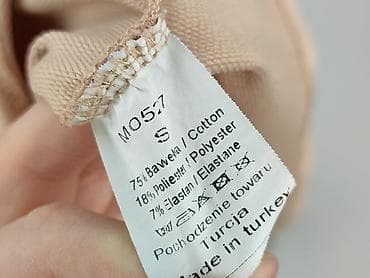 MO57
S
75% Bawełna / Cotton
18% Poliester / Polyester
7% Elastan / Elastane
Pochodzenie towaru
Turcja
Made in turkey